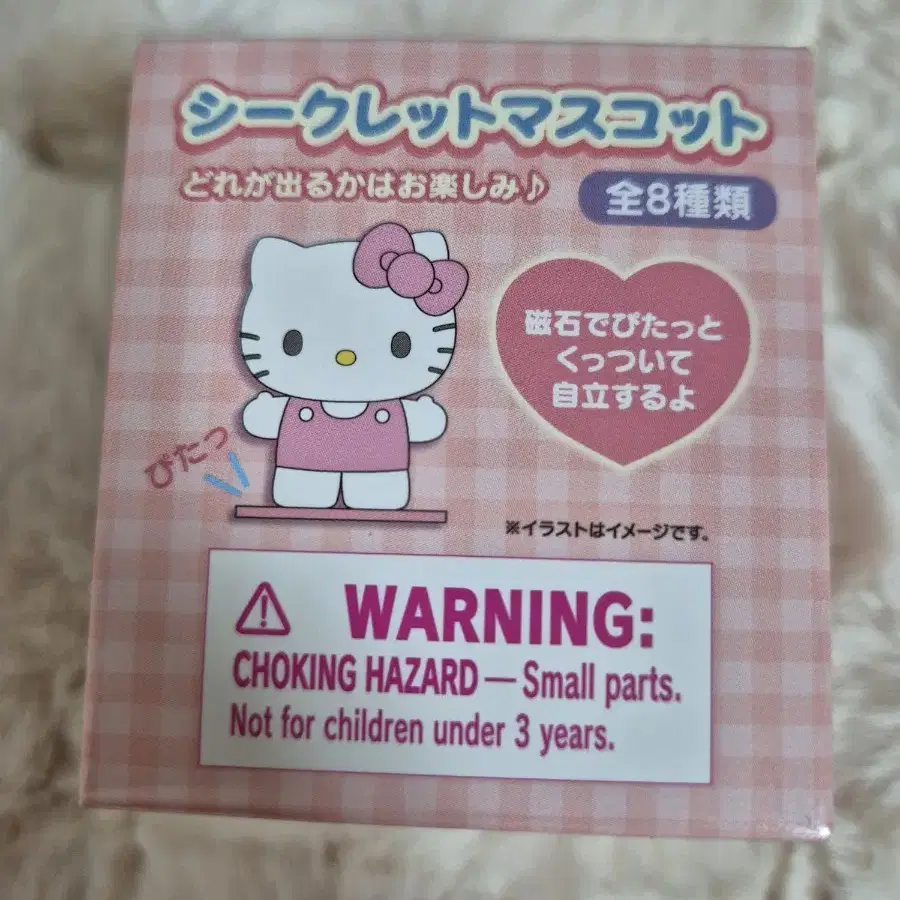 シークレットマスコット
どれが出るかはお楽しみ♪
全8種類
磁石でぴたっと
くっついて
自立するよ
ぴたっ
※イラストはイメージです。
WARNING:
CHOKING HAZARD — Small parts.
Not for children under 3 years.